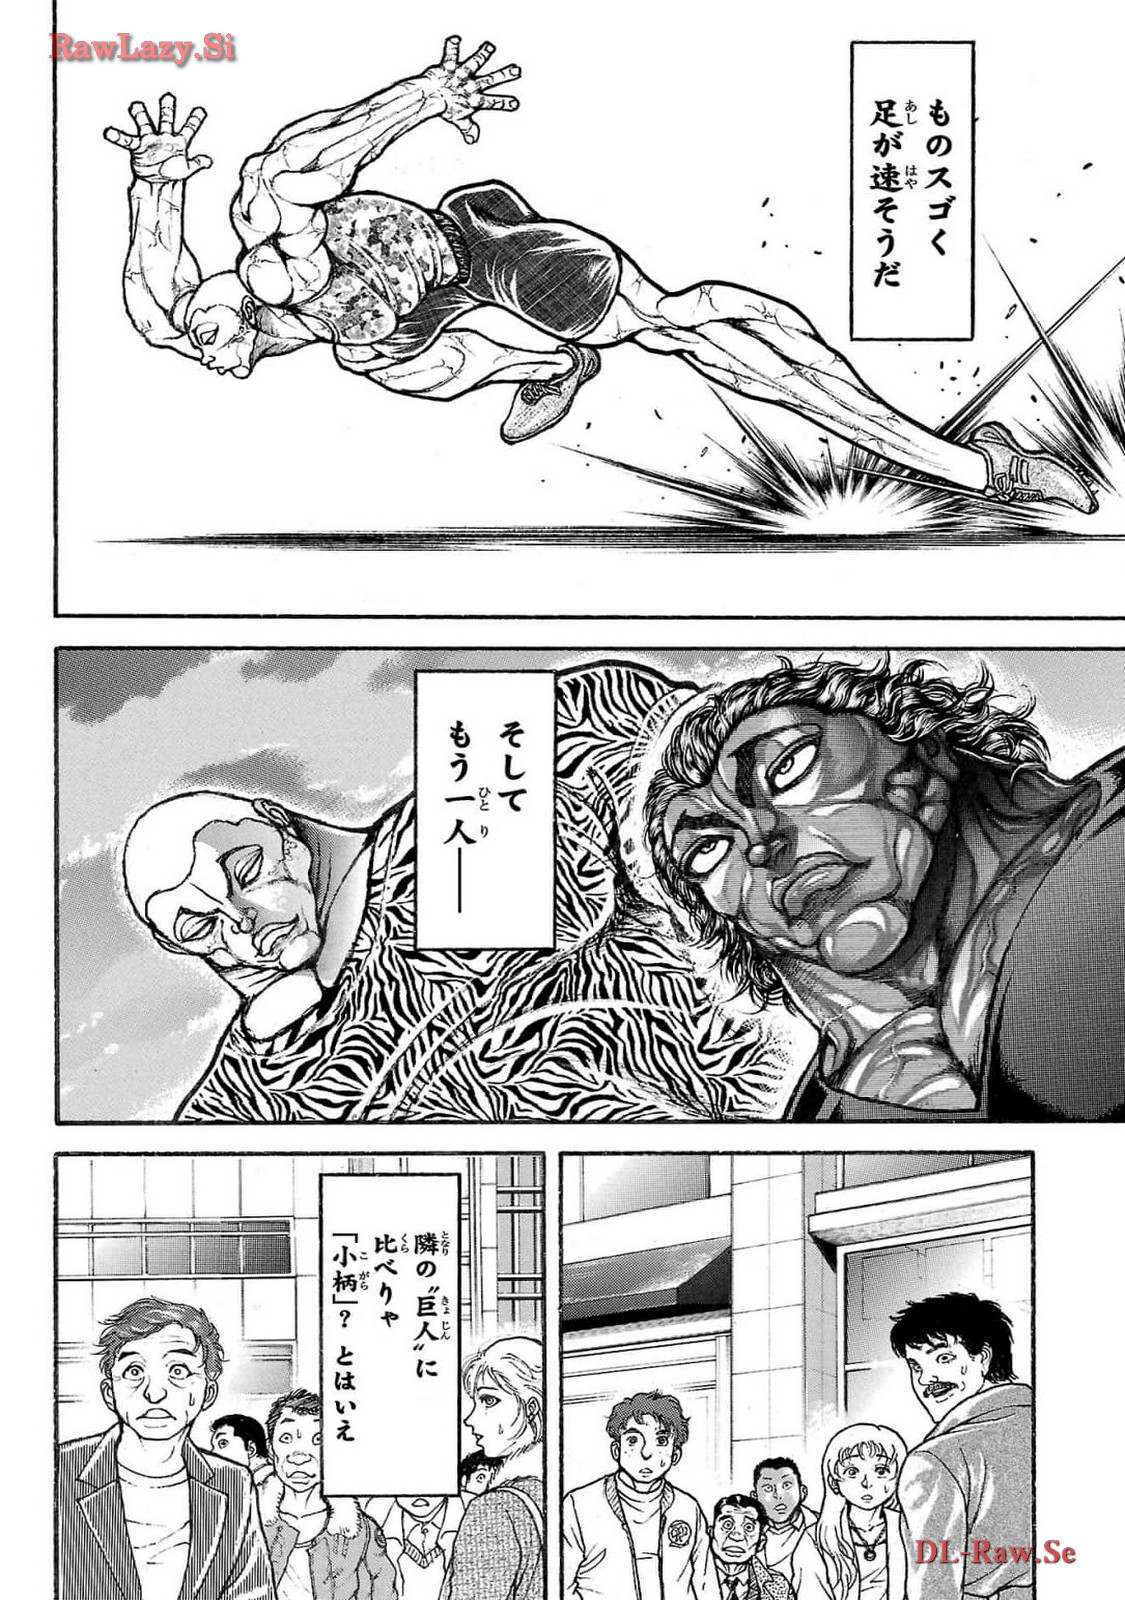 RawLazy.Si
ものスゴく
足が速そうだ
そして
もう一人――
隣の〝巨人〟に
比べりゃ
「小柄」？とはいえ
DL-Raw.Se